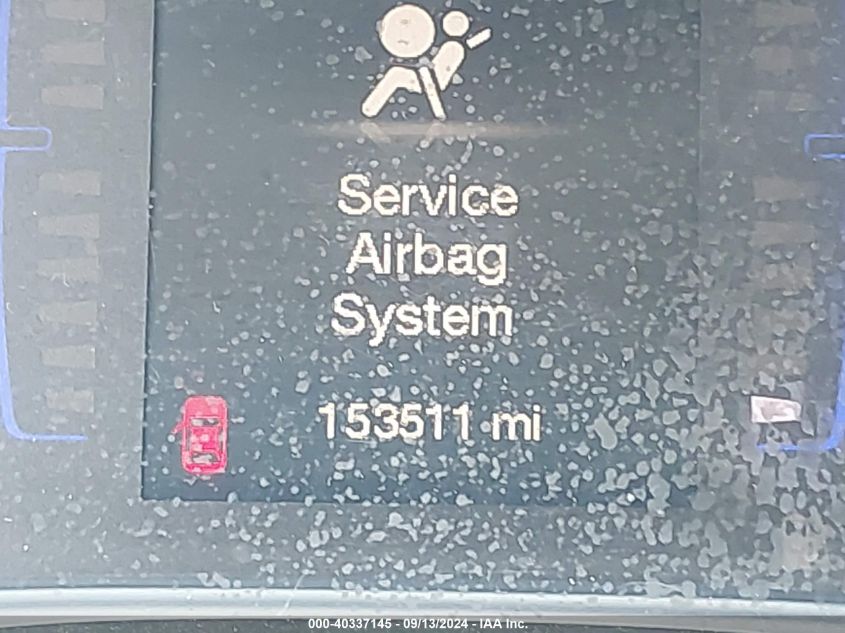 Service
Airbag
System
153511 mi
000-40337145 - 09/13/2024 - IAA Inc.